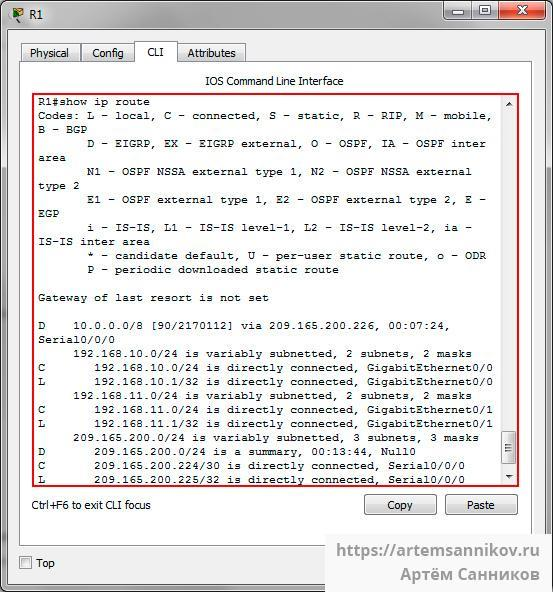 R1
Physical Config CLI Attributes
IOS Command Line Interface
R1#show ip route
Codes: L - local, C - connected, S - static, R - RIP, M - mobile,
B - BGP
D - EIGRP, EX - EIGRP external, O - OSPF, IA - OSPF inter
area
N1 - OSPF NSSA external type 1, N2 - OSPF NSSA external
type 2
E1 - OSPF external type 1, E2 - OSPF external type 2, E -
EGP
i - IS-IS, L1 - IS-IS level-1, L2 - IS-IS level-2, ia -
IS-IS inter area
* - candidate default, U - per-user static route, o - ODR
P - periodic downloaded static route
Gateway of last resort is not set
D 10.0.0.0/8 [90/2170112] via 209.165.200.226, 00:07:24,
Serial0/0/0
192.168.10.0/24 is variably subnetted, 2 subnets, 2 masks
C 192.168.10.0/24 is directly connected, GigabitEthernet0/0
L 192.168.10.1/32 is directly connected, GigabitEthernet0/0
192.168.11.0/24 is variably subnetted, 2 subnets, 2 masks
C 192.168.11.0/24 is directly connected, GigabitEthernet0/1
L 192.168.11.1/32 is directly connected, GigabitEthernet0/1
209.165.200.0/24 is variably subnetted, 3 subnets, 3 masks
D 209.165.200.0/24 is a summary, 00:13:44, Null0
C 209.165.200.224/30 is directly connected, Serial0/0/0
L 209.165.200.225/32 is directly connected, Serial0/0/0
Ctrl+F6 to exit CLI focus Copy Paste
Top
https://artemsannikov.ru
Артём Санников